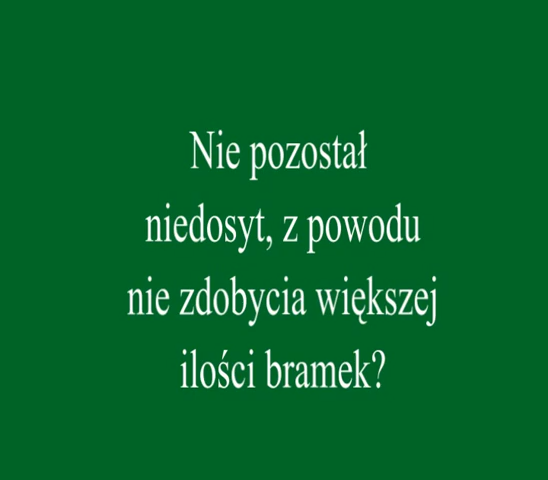 Nie pozostał
niedosyt, z powodu
nie zdobycia większej
ilości bramek?